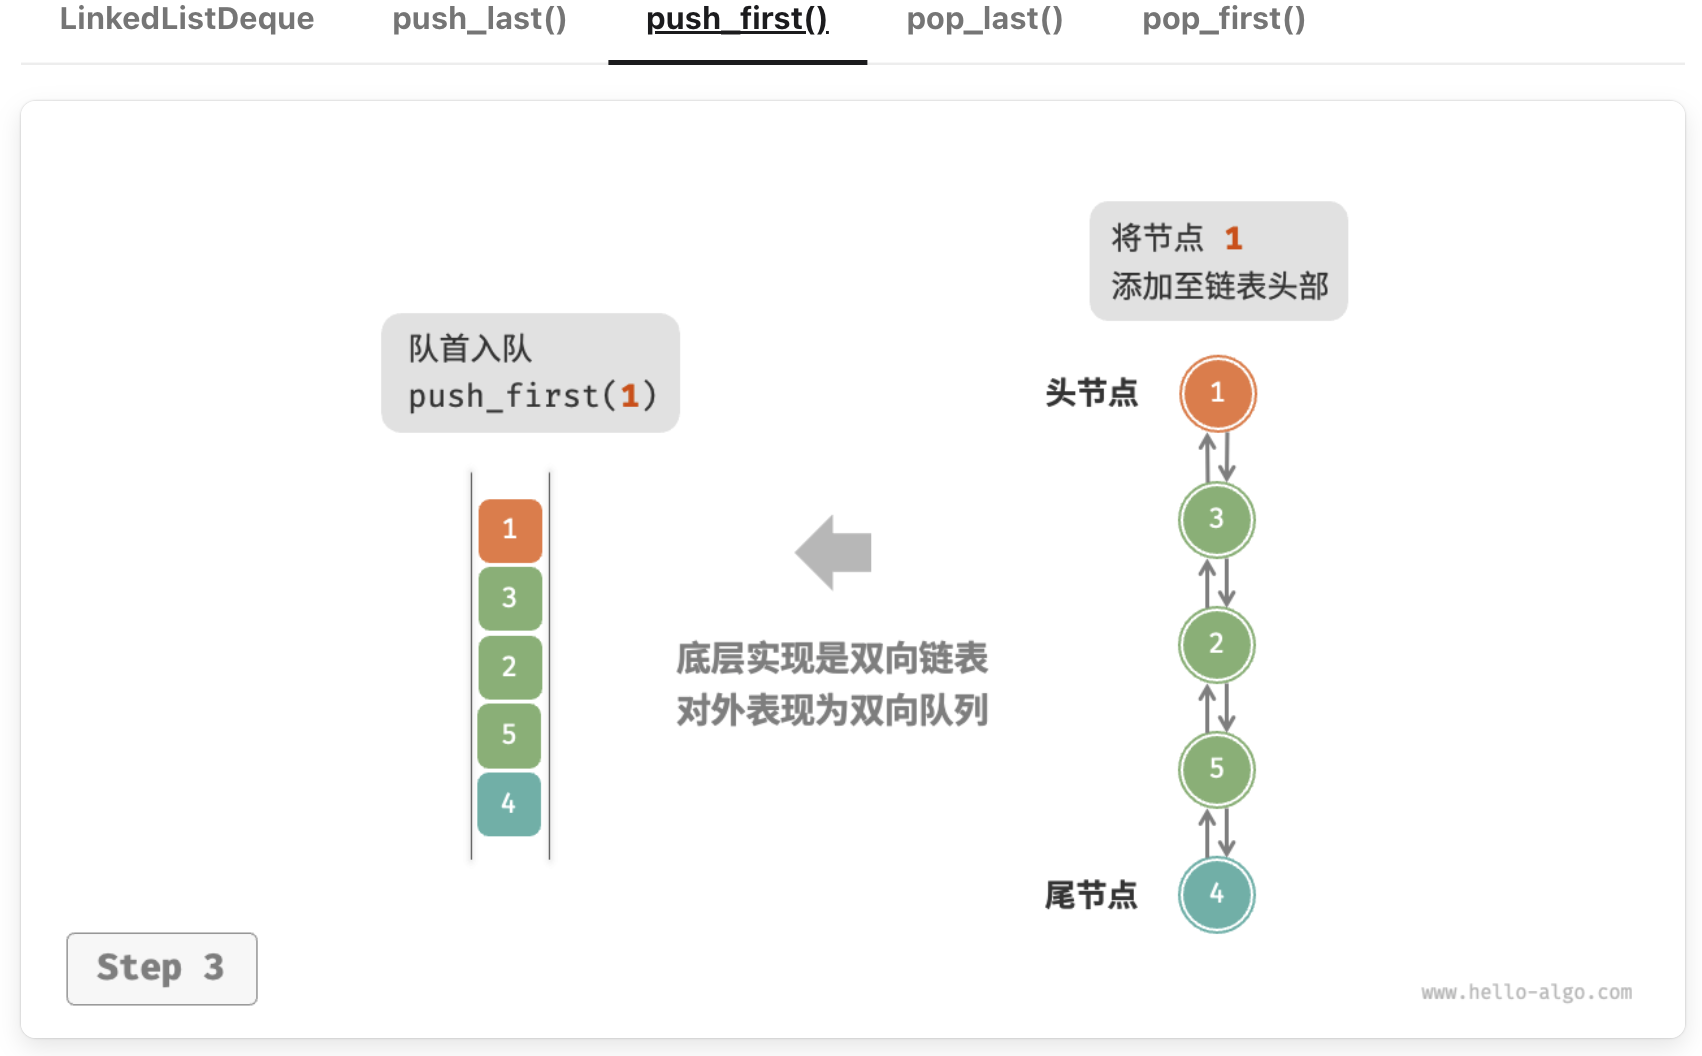 LinkedListDeque push_last() push_first() pop_last() pop_first()
将节点 1
添加至链表头部
队首入队
push_first(1)
头节点
1
3
2
5
4
1
3
2
5
4
底层实现是双向链表
对外表现为双向队列
尾节点
Step 3
www.hello-algo.com